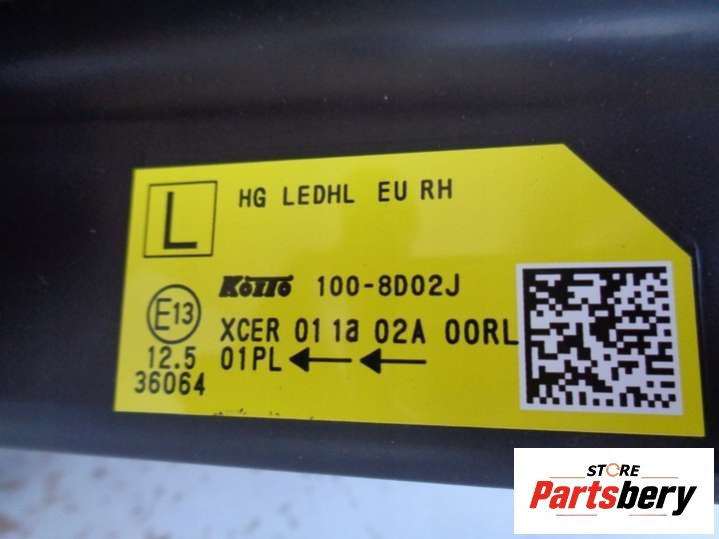 L
HG LEDHL EU RH
KOITO 100-8D02J
E13
XCER 01 1a 02A 00RL
12.5
01PL
36064
STORE
Partsbery